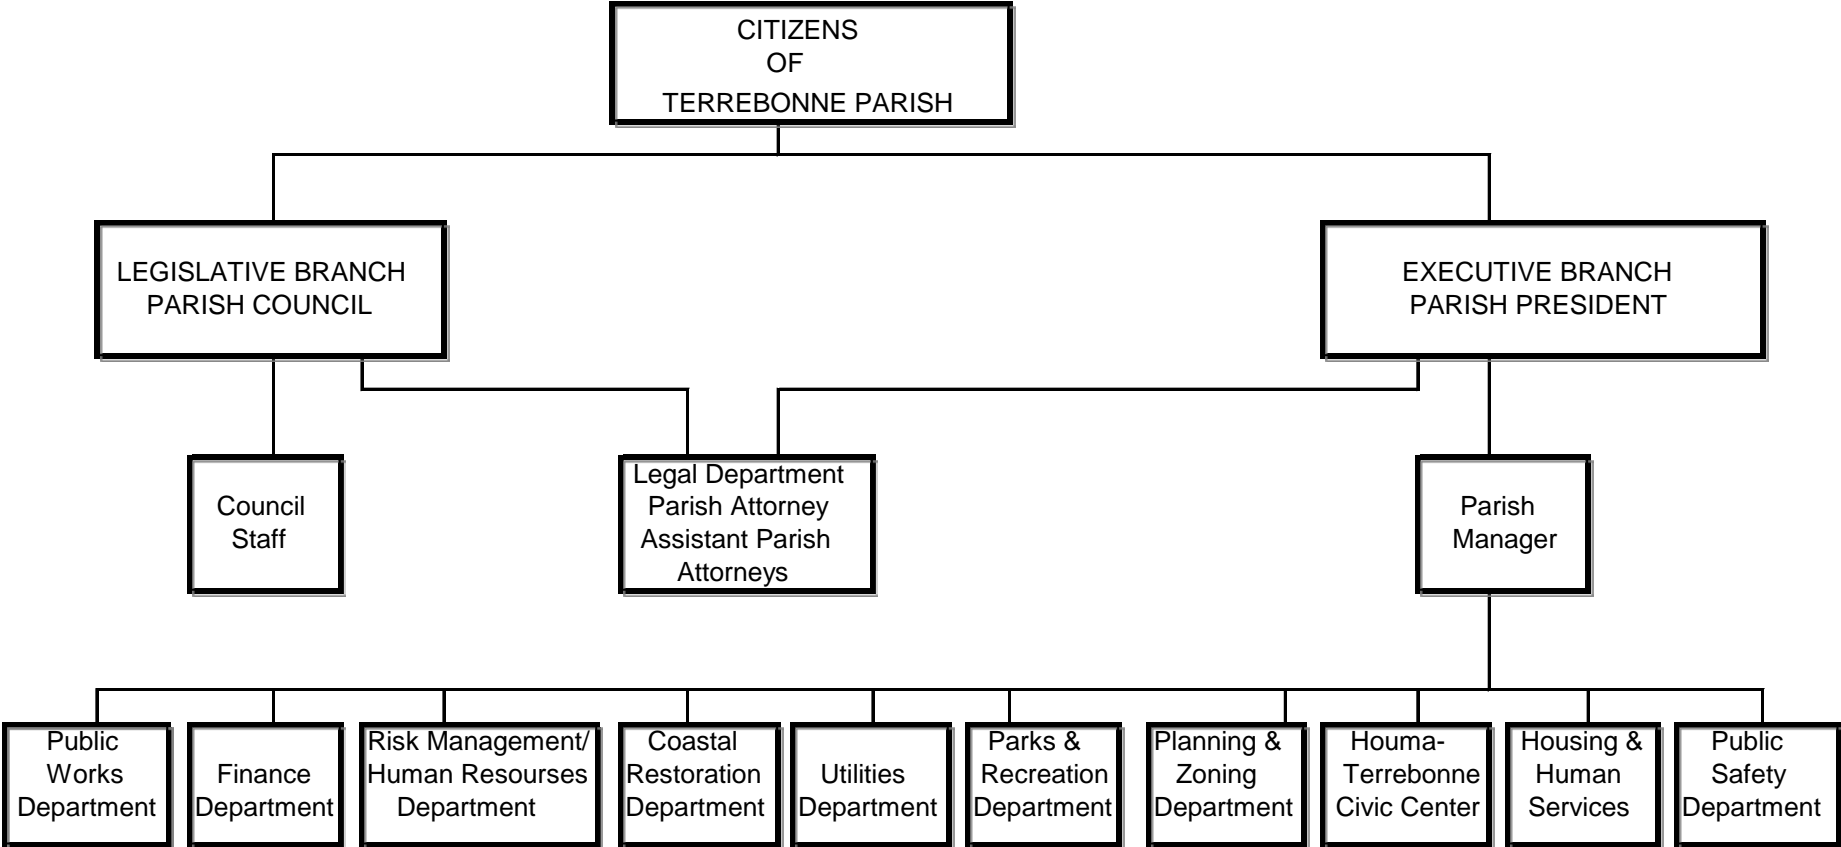 CITIZENS
OF
TERREBONNE PARISH
LEGISLATIVE BRANCH
PARISH COUNCIL
EXECUTIVE BRANCH
PARISH PRESIDENT
Council
Staff
Legal Department
Parish Attorney
Assistant Parish
Attorneys
Parish
Manager
Public
Works
Department
Finance
Department
Risk Management/
Human Resourses
Department
Coastal
Restoration
Department
Utilities
Department
Parks &
Recreation
Department
Planning &
Zoning
Department
Houma-
Terrebonne
Civic Center
Housing &
Human
Services
Public
Safety
Department